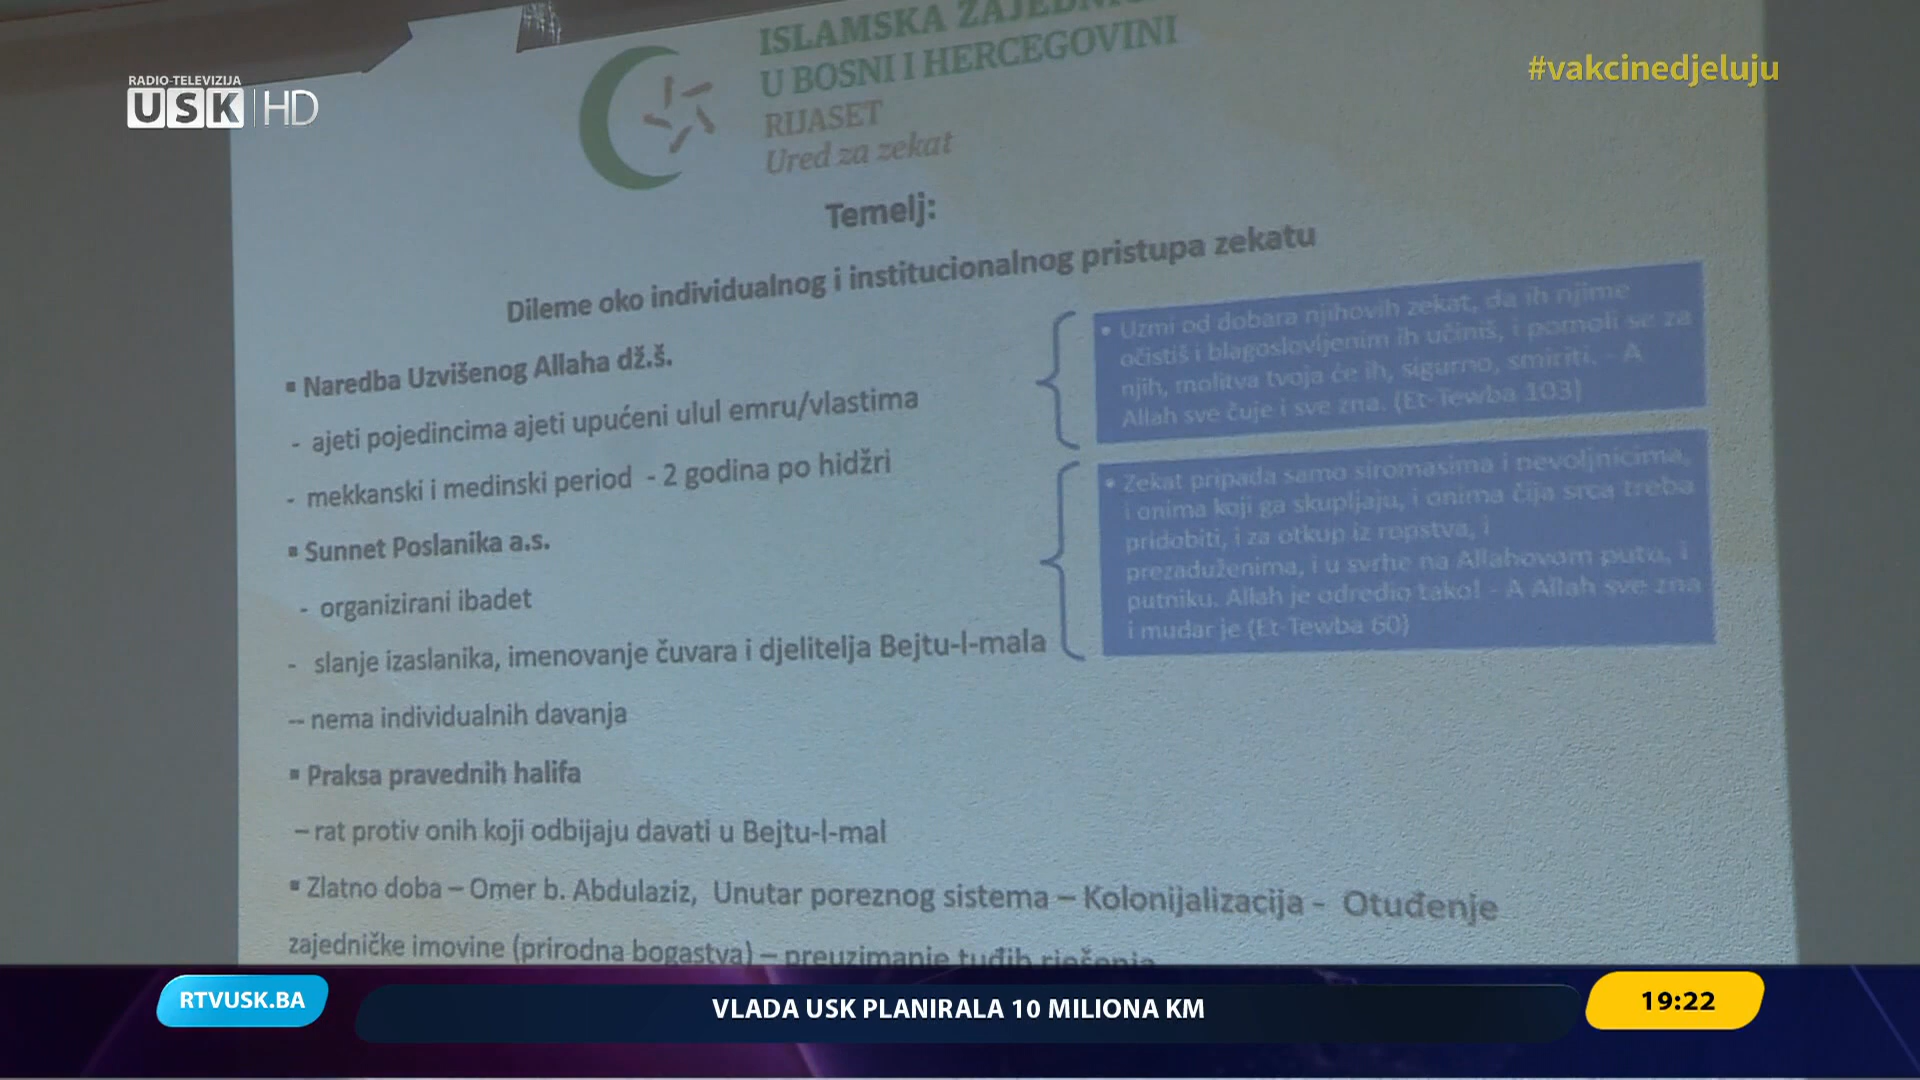 RADIO-TELEVIZIJA
USK HD
#vakcinedjeluju
ISLAMSKA
U BOSNI I HERCEGOVINI
RIJASET
Ured za zekat
Temelj:
Dileme oko individualnog i institucionalnog pristupa zekatu
▪ Naredba Uzvišenog Allaha dž.š.
- ajeti pojedincima ajeti upućeni ulul emru/vlastima
- mekkanski i medinski period - 2 godina po hidžri
▪ Sunnet Poslanika a.s.
- organizirani ibadet
- slanje izaslanika, imenovanje čuvara i djelitelja Bejtu-l-mala
-- nema individualnih davanja
▪ Praksa pravednih halifa
– rat protiv onih koji odbijaju davati u Bejtu-l-mal
▪ Zlatno doba – Omer b. Abdulaziz, Unutar poreznog sistema – Kolonijalizacija - Otuđenje
zajedničke imovine (prirodna bogastva) – preuzimanje tuđih rješenja
• Uzmi od dobara njihovih zekat, da ih njime
očistiš i blagoslovljenim ih učiniš, i pomoli se za
njih, molitva tvoja će ih, sigurno, smiriti. - A
Allah sve čuje i sve zna. (Et-Tewba 103)
• Zekat pripada samo siromasima i nevoljnicima,
i onima koji ga skupljaju, i onima čija srca treba
pridobiti, i za otkup iz ropstva, i
prezaduženima, i u svrhe na Allahovom putu, i
putniku. Allah je odredio tako! - A Allah sve zna
i mudar je (Et-Tewba 60)
RTVUSK.BA
VLADA USK PLANIRALA 10 MILIONA KM
19:22